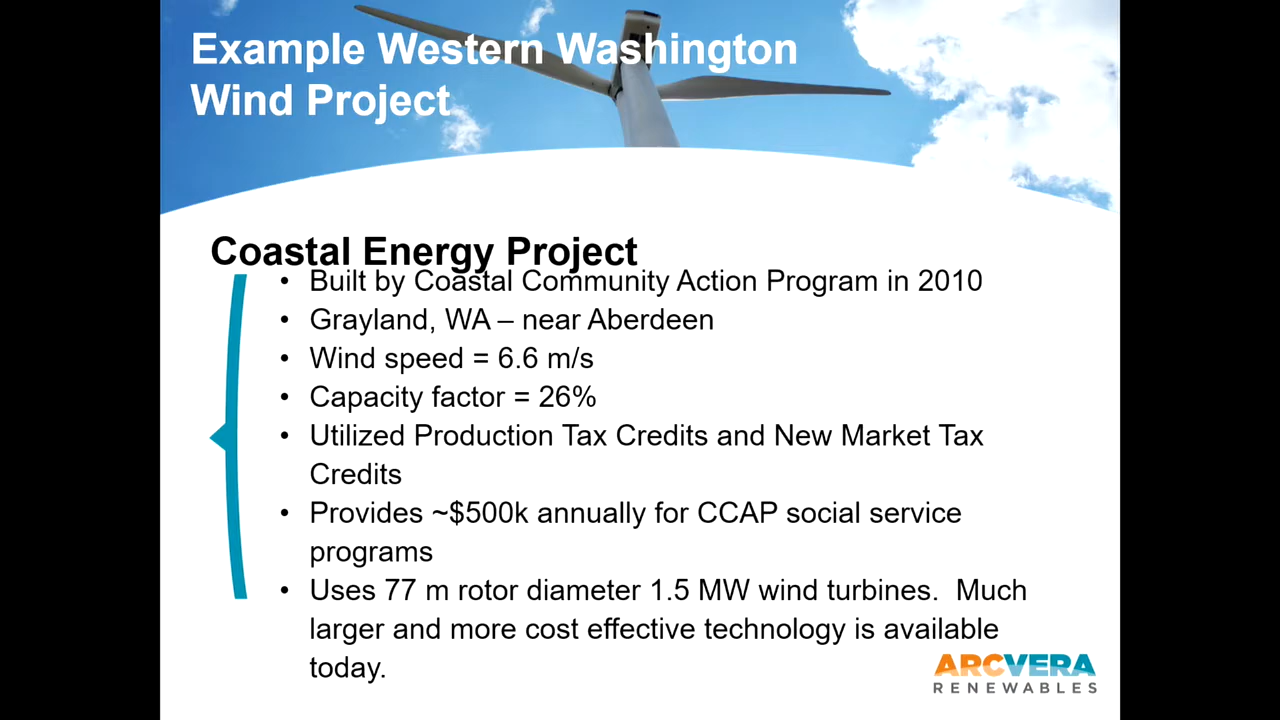 Example Western Washington
Wind Project
Coastal Energy Project
• Built by Coastal Community Action Program in 2010
• Grayland, WA – near Aberdeen
• Wind speed = 6.6 m/s
• Capacity factor = 26%
• Utilized Production Tax Credits and New Market Tax
Credits
• Provides ~$500k annually for CCAP social service
programs
• Uses 77 m rotor diameter 1.5 MW wind turbines.  Much
larger and more cost effective technology is available
today.
ARCVERA
RENEWABLES